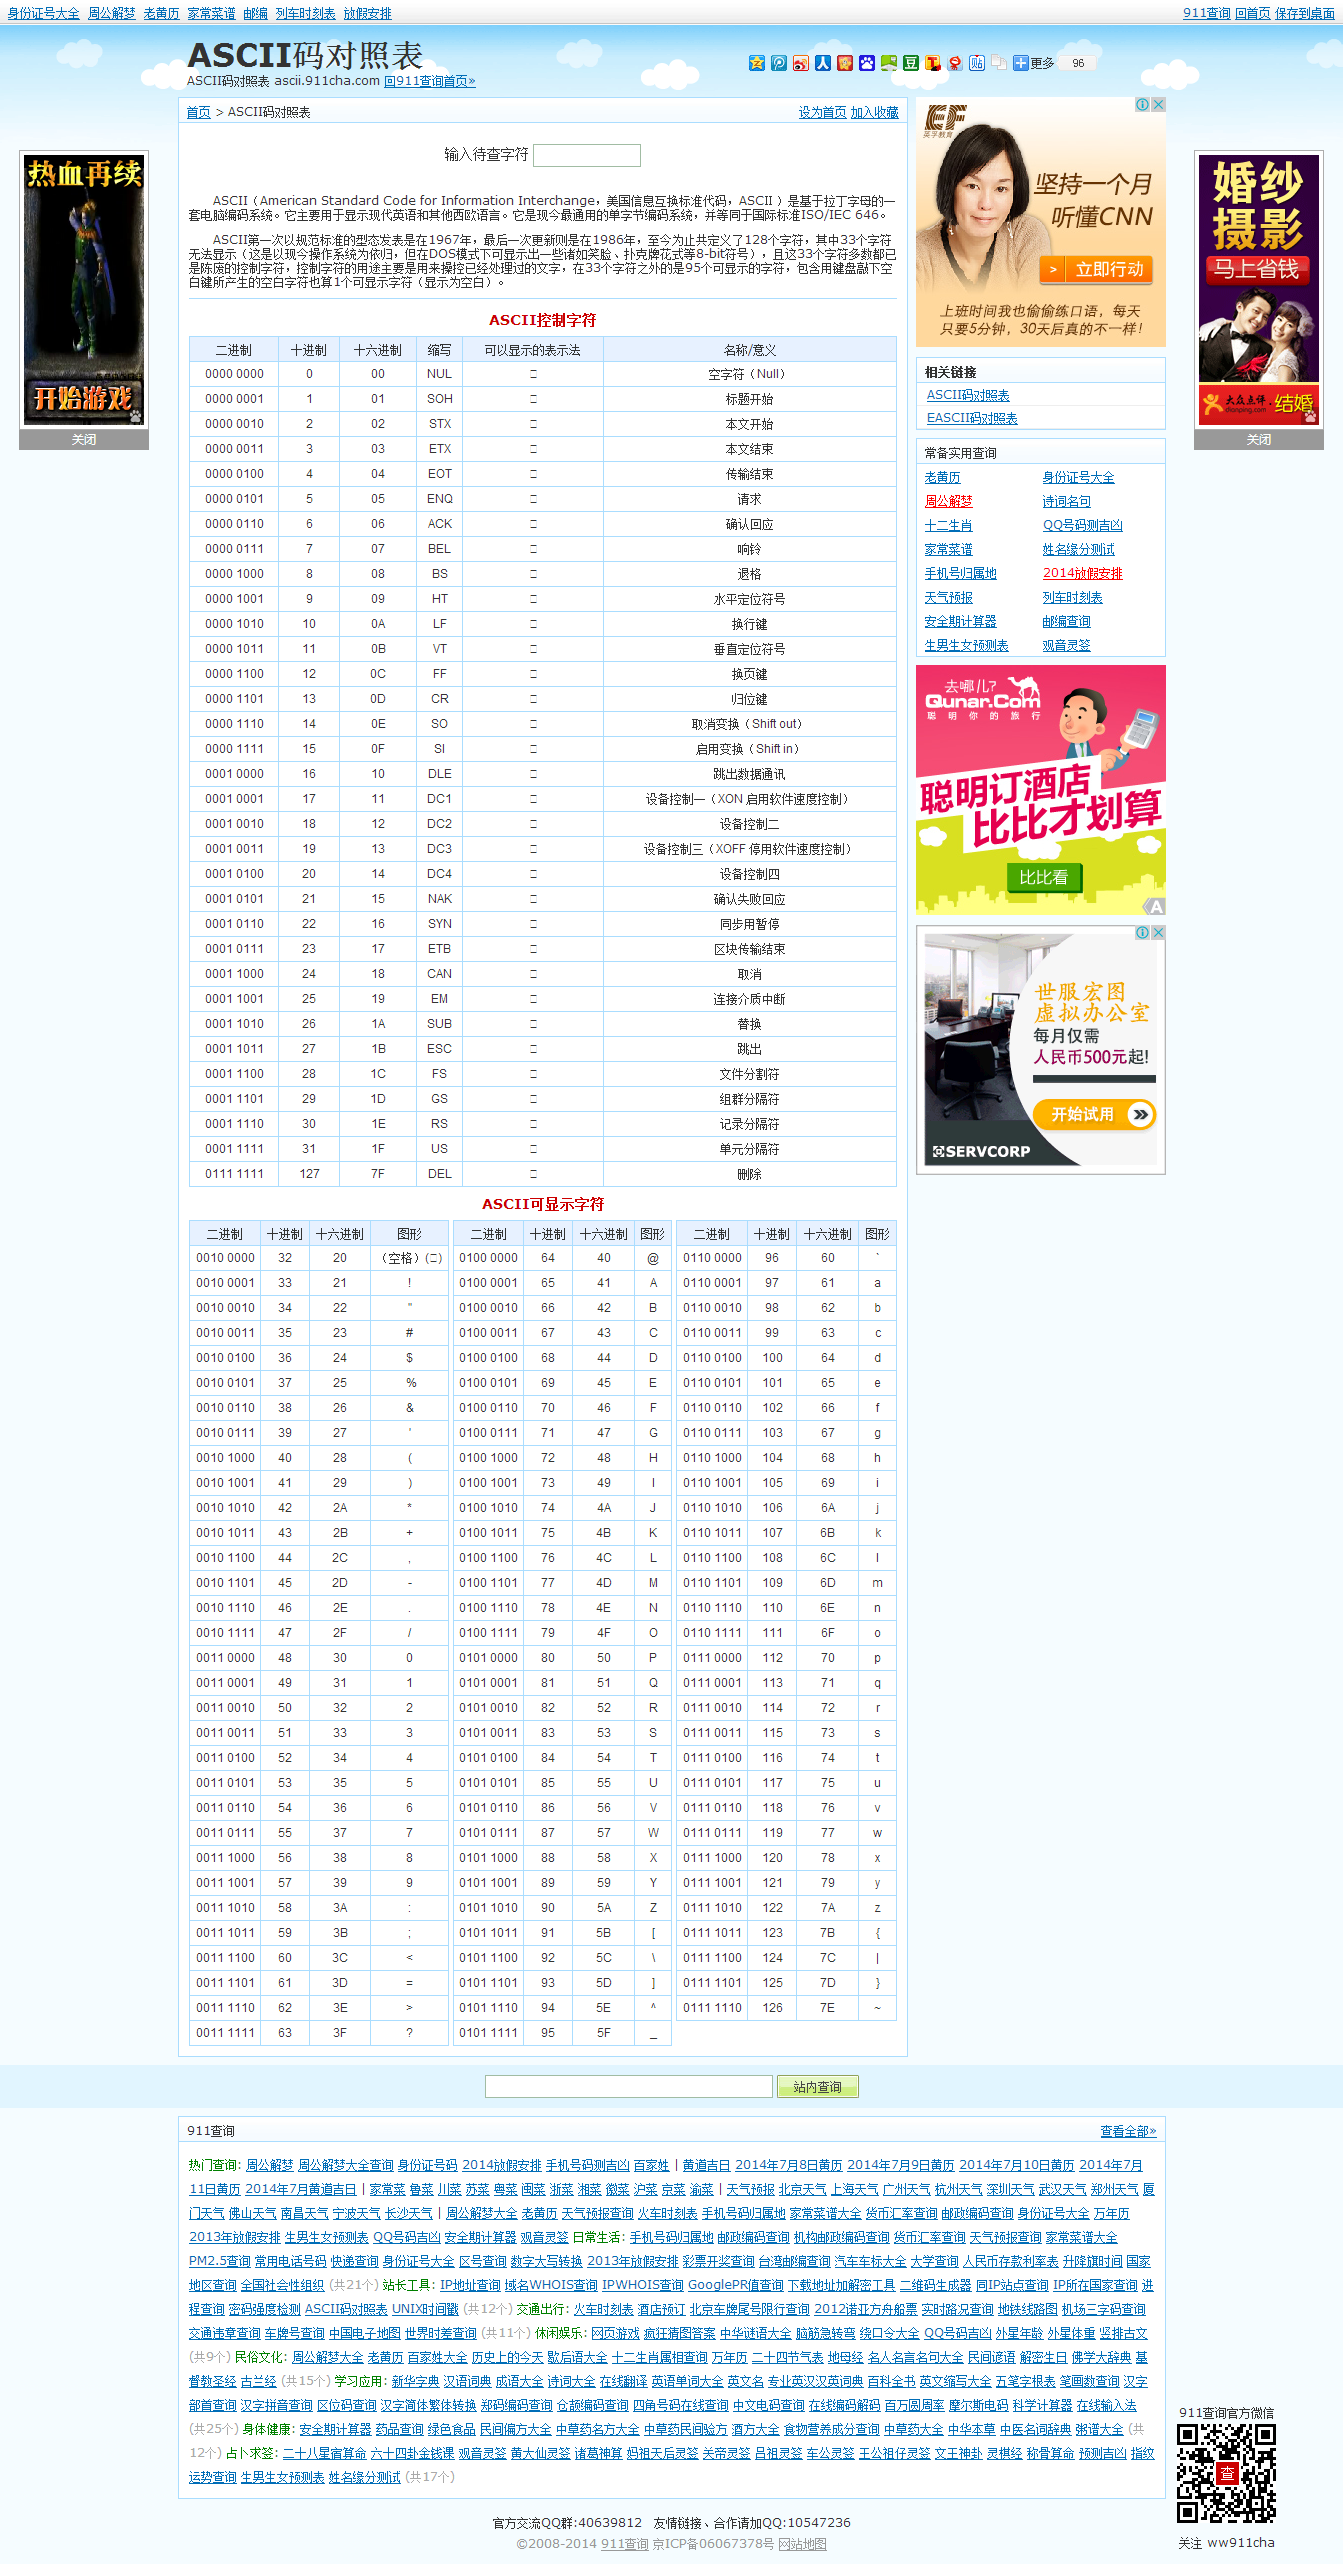 身份证号大全 周公解梦 老黄历 家常菜谱 邮编 列车时刻表 放假安排
911查询 回首页 保存到桌面
ASCII码对照表
ASCII码对照表 ascii.911cha.com 回911查询首页»
更多 96
首页 > ASCII码对照表
设为首页 加入收藏
输入待查字符
ASCII（American Standard Code for Information Interchange，美国信息互换标准代码，ASCII ）是基于拉丁字母的一
套电脑编码系统。它主要用于显示现代英语和其他西欧语言。它是现今最通用的单字节编码系统，并等同于国际标准ISO/IEC 646。
ASCII第一次以规范标准的型态发表是在1967年，最后一次更新则是在1986年，至今为止共定义了128个字符，其中33个字符
无法显示（这是以现今操作系统为依归，但在DOS模式下可显示出一些诸如笑脸、扑克牌花式等8-bit符号），且这33个字符多数都已
是陈废的控制字符，控制字符的用途主要是用来操控已经处理过的文字，在33个字符之外的是95个可显示的字符，包含用键盘敲下空
白键所产生的空白字符也算1个可显示字符（显示为空白）。
ASCII控制字符
二进制 十进制 十六进制 缩写 可以显示的表示法 名称/意义
0000 0000 0 00 NUL □ 空字符（Null）
0000 0001 1 01 SOH □ 标题开始
0000 0010 2 02 STX □ 本文开始
0000 0011 3 03 ETX □ 本文结束
0000 0100 4 04 EOT □ 传输结束
0000 0101 5 05 ENQ □ 请求
0000 0110 6 06 ACK □ 确认回应
0000 0111 7 07 BEL □ 响铃
0000 1000 8 08 BS □ 退格
0000 1001 9 09 HT □ 水平定位符号
0000 1010 10 0A LF □ 换行键
0000 1011 11 0B VT □ 垂直定位符号
0000 1100 12 0C FF □ 换页键
0000 1101 13 0D CR □ 归位键
0000 1110 14 0E SO □ 取消变换（Shift out）
0000 1111 15 0F SI □ 启用变换（Shift in）
0001 0000 16 10 DLE □ 跳出数据通讯
0001 0001 17 11 DC1 □ 设备控制一（XON 启用软件速度控制）
0001 0010 18 12 DC2 □ 设备控制二
0001 0011 19 13 DC3 □ 设备控制三（XOFF 停用软件速度控制）
0001 0100 20 14 DC4 □ 设备控制四
0001 0101 21 15 NAK □ 确认失败回应
0001 0110 22 16 SYN □ 同步用暂停
0001 0111 23 17 ETB □ 区块传输结束
0001 1000 24 18 CAN □ 取消
0001 1001 25 19 EM □ 连接介质中断
0001 1010 26 1A SUB □ 替换
0001 1011 27 1B ESC □ 跳出
0001 1100 28 1C FS □ 文件分割符
0001 1101 29 1D GS □ 组群分隔符
0001 1110 30 1E RS □ 记录分隔符
0001 1111 31 1F US □ 单元分隔符
0111 1111 127 7F DEL □ 删除
ASCII可显示字符
二进制 十进制 十六进制 图形 二进制 十进制 十六进制 图形 二进制 十进制 十六进制 图形
0010 0000 32 20 （空格）(□) 0100 0000 64 40 @ 0110 0000 96 60 `
0010 0001 33 21 ! 0100 0001 65 41 A 0110 0001 97 61 a
0010 0010 34 22 " 0100 0010 66 42 B 0110 0010 98 62 b
0010 0011 35 23 # 0100 0011 67 43 C 0110 0011 99 63 c
0010 0100 36 24 $ 0100 0100 68 44 D 0110 0100 100 64 d
0010 0101 37 25 % 0100 0101 69 45 E 0110 0101 101 65 e
0010 0110 38 26 & 0100 0110 70 46 F 0110 0110 102 66 f
0010 0111 39 27 ' 0100 0111 71 47 G 0110 0111 103 67 g
0010 1000 40 28 ( 0100 1000 72 48 H 0110 1000 104 68 h
0010 1001 41 29 ) 0100 1001 73 49 I 0110 1001 105 69 i
0010 1010 42 2A * 0100 1010 74 4A J 0110 1010 106 6A j
0010 1011 43 2B + 0100 1011 75 4B K 0110 1011 107 6B k
0010 1100 44 2C , 0100 1100 76 4C L 0110 1100 108 6C l
0010 1101 45 2D - 0100 1101 77 4D M 0110 1101 109 6D m
0010 1110 46 2E . 0100 1110 78 4E N 0110 1110 110 6E n
0010 1111 47 2F / 0100 1111 79 4F O 0110 1111 111 6F o
0011 0000 48 30 0 0101 0000 80 50 P 0111 0000 112 70 p
0011 0001 49 31 1 0101 0001 81 51 Q 0111 0001 113 71 q
0011 0010 50 32 2 0101 0010 82 52 R 0111 0010 114 72 r
0011 0011 51 33 3 0101 0011 83 53 S 0111 0011 115 73 s
0011 0100 52 34 4 0101 0100 84 54 T 0111 0100 116 74 t
0011 0101 53 35 5 0101 0101 85 55 U 0111 0101 117 75 u
0011 0110 54 36 6 0101 0110 86 56 V 0111 0110 118 76 v
0011 0111 55 37 7 0101 0111 87 57 W 0111 0111 119 77 w
0011 1000 56 38 8 0101 1000 88 58 X 0111 1000 120 78 x
0011 1001 57 39 9 0101 1001 89 59 Y 0111 1001 121 79 y
0011 1010 58 3A : 0101 1010 90 5A Z 0111 1010 122 7A z
0011 1011 59 3B ; 0101 1011 91 5B [ 0111 1011 123 7B {
0011 1100 60 3C < 0101 1100 92 5C \ 0111 1100 124 7C |
0011 1101 61 3D = 0101 1101 93 5D ] 0111 1101 125 7D }
0011 1110 62 3E > 0101 1110 94 5E ^ 0111 1110 126 7E ~
0011 1111 63 3F ? 0101 1111 95 5F _
热血再续
开始游戏
关闭
EF
英孚教育
坚持一个月
听懂CNN
> 立即行动
上班时间我也偷偷练口语，每天
只要5分钟，30天后真的不一样！
婚纱
摄影
马上省钱
大众点评 dianping.com 结婚
关闭
相关链接
ASCII码对照表
EASCII码对照表
常备实用查询
老黄历 身份证号大全
周公解梦 诗词名句
十二生肖 QQ号码测吉凶
家常菜谱 姓名缘分测试
手机号归属地 2014放假安排
天气预报 列车时刻表
安全期计算器 邮编查询
生男生女预测表 观音灵签
去哪儿?
Qunar.Com
聪明你的旅行
聪明订酒店
比比才划算
比比看
世服宏图
虚拟办公室
每月仅需
人民币500元起!
开始试用
SERVCORP
站内查询
911查询 查看全部»
热门查询: 周公解梦 周公解梦大全查询 身份证号码 2014放假安排 手机号码测吉凶 百家姓 | 黄道吉日 2014年7月8日黄历 2014年7月9日黄历 2014年7月10日黄历 2014年7月
11日黄历 2014年7月黄道吉日 | 家常菜 鲁菜 川菜 苏菜 粤菜 闽菜 浙菜 湘菜 徽菜 沪菜 京菜 渝菜 | 天气预报 北京天气 上海天气 广州天气 杭州天气 深圳天气 武汉天气 郑州天气 厦
门天气 佛山天气 南昌天气 宁波天气 长沙天气 | 周公解梦大全 老黄历 天气预报查询 火车时刻表 手机号码归属地 家常菜谱大全 货币汇率查询 邮政编码查询 身份证号大全 万年历
2013年放假安排 生男生女预测表 QQ号码吉凶 安全期计算器 观音灵签 日常生活: 手机号码归属地 邮政编码查询 机构邮政编码查询 货币汇率查询 天气预报查询 家常菜谱大全
PM2.5查询 常用电话号码 快递查询 身份证号大全 区号查询 数字大写转换 2013年放假安排 彩票开奖查询 台湾邮编查询 汽车车标大全 大学查询 人民币存款利率表 升降旗时间 国家
地区查询 全国社会性组织 (共21个) 站长工具: IP地址查询 域名WHOIS查询 IPWHOIS查询 GooglePR值查询 下载地址加解密工具 二维码生成器 同IP站点查询 IP所在国家查询 进
程查询 密码强度检测 ASCII码对照表 UNIX时间戳 (共12个) 交通出行: 火车时刻表 酒店预订 北京车牌尾号限行查询 2012诺亚方舟船票 实时路况查询 地铁线路图 机场三字码查询
交通违章查询 车牌号查询 中国电子地图 世界时差查询 (共11个) 休闲娱乐: 网页游戏 疯狂猜图答案 中华谜语大全 脑筋急转弯 绕口令大全 QQ号码吉凶 外星年龄 外星体重 竖排古文
(共9个) 民俗文化: 周公解梦大全 老黄历 百家姓大全 历史上的今天 歇后语大全 十二生肖属相查询 万年历 二十四节气表 地母经 名人名言名句大全 民间谚语 解密生日 佛学大辞典 基
督教圣经 古兰经 (共15个) 学习应用: 新华字典 汉语词典 成语大全 诗词大全 在线翻译 英语单词大全 英文名 专业英汉汉英词典 百科全书 英文缩写大全 五笔字根表 笔画数查询 汉字
部首查询 汉字拼音查询 区位码查询 汉字简体繁体转换 郑码编码查询 仓颉编码查询 四角号码在线查询 中文电码查询 在线编码解码 百万圆周率 摩尔斯电码 科学计算器 在线输入法
(共25个) 身体健康: 安全期计算器 药品查询 绿色食品 民间偏方大全 中草药名方大全 中草药民间验方 酒方大全 食物营养成分查询 中草药大全 中华本草 中医名词辞典 粥谱大全 (共
12个) 占卜求签: 二十八星宿算命 六十四卦金钱课 观音灵签 黄大仙灵签 诸葛神算 妈祖天后灵签 关帝灵签 吕祖灵签 车公灵签 王公祖仔灵签 文王神卦 灵棋经 称骨算命 预测吉凶 指纹
运势查询 生男生女预测表 姓名缘分测试 (共17个)
911查询官方微信
查
关注 ww911cha
官方交流QQ群:40639812 友情链接、合作请加QQ:10547236
©2008-2014 911查询 京ICP备06067378号 网站地图